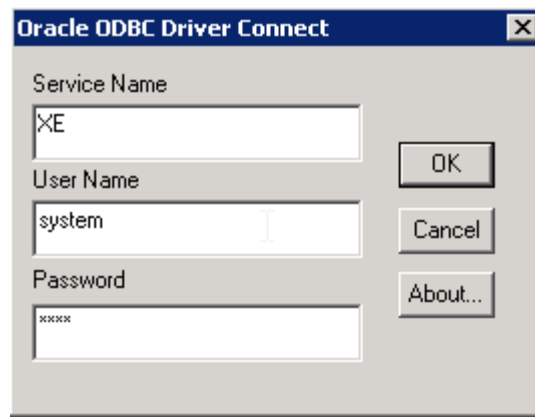 Oracle ODBC Driver Connect
Service Name
XE
OK
User Name
system
Cancel
Password
About...
****